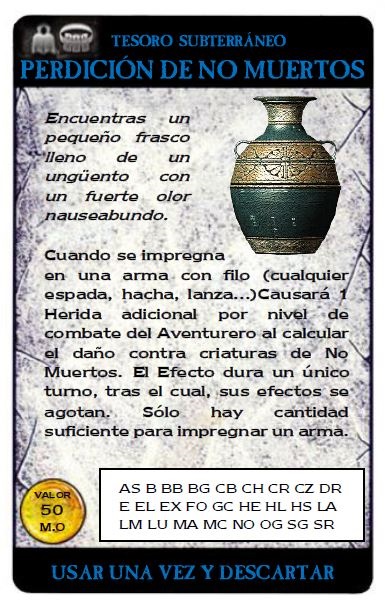 TESORO SUBTERRÁNEO
PERDICIÓN DE NO MUERTOS
Encuentras un
pequeño frasco
lleno de un
ungüento con
un fuerte olor
nauseabundo.
Cuando se impregna
en una arma con filo (cualquier
espada, hacha, lanza...)Causará 1
Herida adicional por nivel de
combate del Aventurero al calcular
el daño contra criaturas de No
Muertos. El Efecto dura un único
turno, tras el cual, sus efectos se
agotan. Sólo hay cantidad
suficiente para impregnar un arma.
VALOR
50
M.O
AS B BB BG CB CH CR CZ DR
E EL EX FO GC HE HL HS LA
LM LU MA MC NO OG SG SR
USAR UNA VEZ Y DESCARTAR